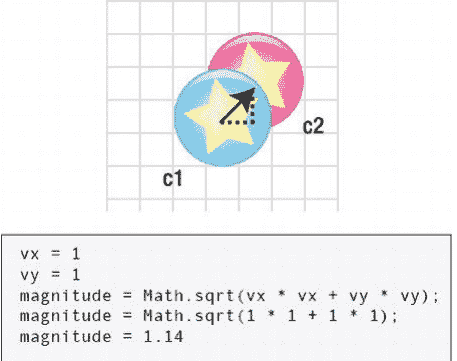 c2
c1
vx = 1
vy = 1
magnitude = Math.sqrt(vx * vx + vy * vy);
magnitude = Math.sqrt(1 * 1 + 1 * 1);
magnitude = 1.14